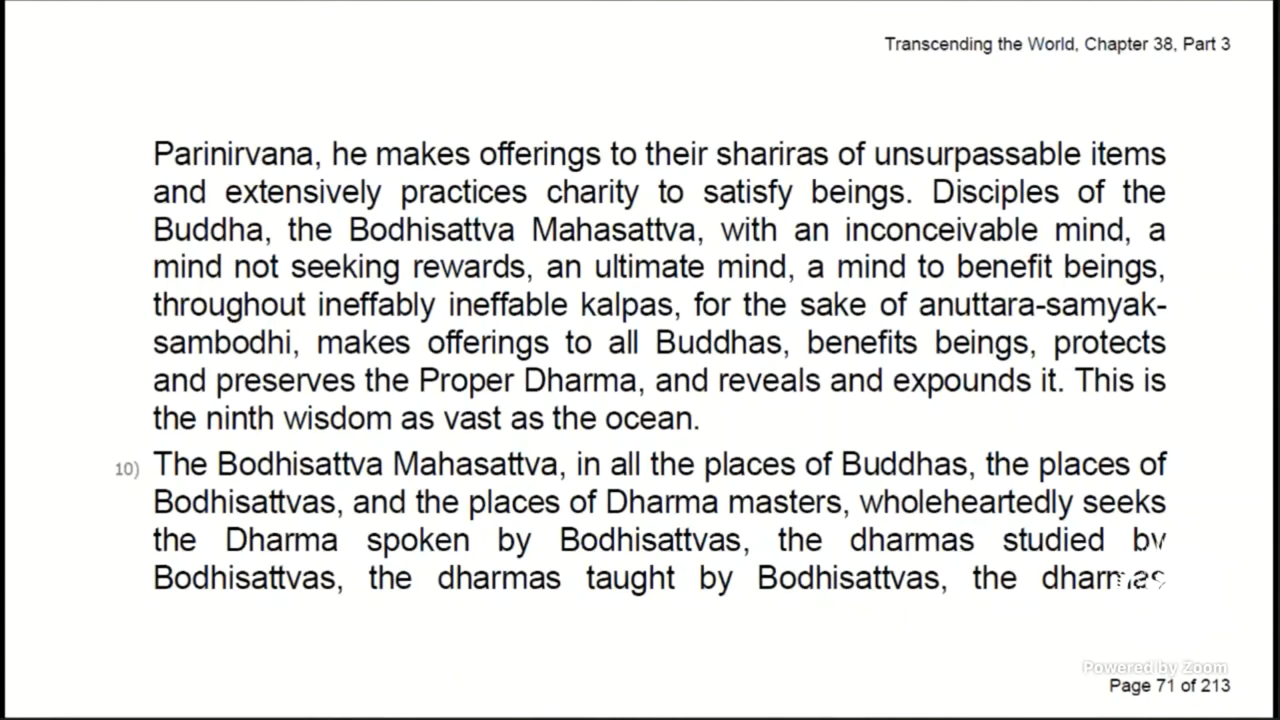 Transcending the World, Chapter 38, Part 3
Parinirvana, he makes offerings to their shariras of unsurpassable items
and extensively practices charity to satisfy beings. Disciples of the
Buddha, the Bodhisattva Mahasattva, with an inconceivable mind, a
mind not seeking rewards, an ultimate mind, a mind to benefit beings,
throughout ineffably ineffable kalpas, for the sake of anuttara-samyak-
sambodhi, makes offerings to all Buddhas, benefits beings, protects
and preserves the Proper Dharma, and reveals and expounds it. This is
the ninth wisdom as vast as the ocean.
10) The Bodhisattva Mahasattva, in all the places of Buddhas, the places of
Bodhisattvas, and the places of Dharma masters, wholeheartedly seeks
the Dharma spoken by Bodhisattvas, the dharmas studied by
Bodhisattvas, the dharmas taught by Bodhisattvas, the dharmas
Powered by Zoom
Page 71 of 213